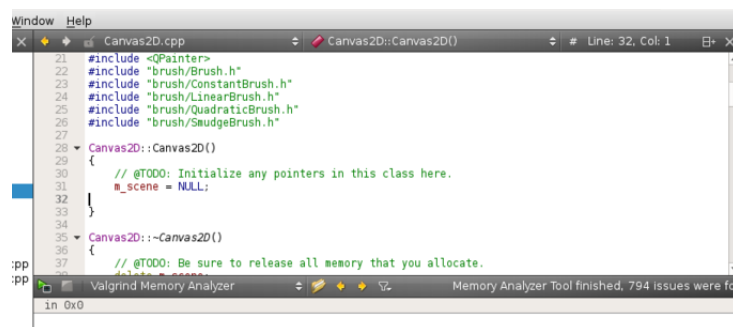 Window Help
Canvas2D.cpp Canvas2D::Canvas2D() # Line: 32, Col: 1
21 #include <QPainter>
22 #include "brush/Brush.h"
23 #include "brush/ConstantBrush.h"
24 #include "brush/LinearBrush.h"
25 #include "brush/QuadraticBrush.h"
26 #include "brush/SmudgeBrush.h"
27
28 Canvas2D::Canvas2D()
29 {
30 // @TODO: Initialize any pointers in this class here.
31 m_scene = NULL;
32
33 }
34
35 Canvas2D::~Canvas2D()
36 {
cpp 37 // @TODO: Be sure to release all memory that you allocate.
cpp
Valgrind Memory Analyzer Memory Analyzer Tool finished, 794 issues were
in 0x0